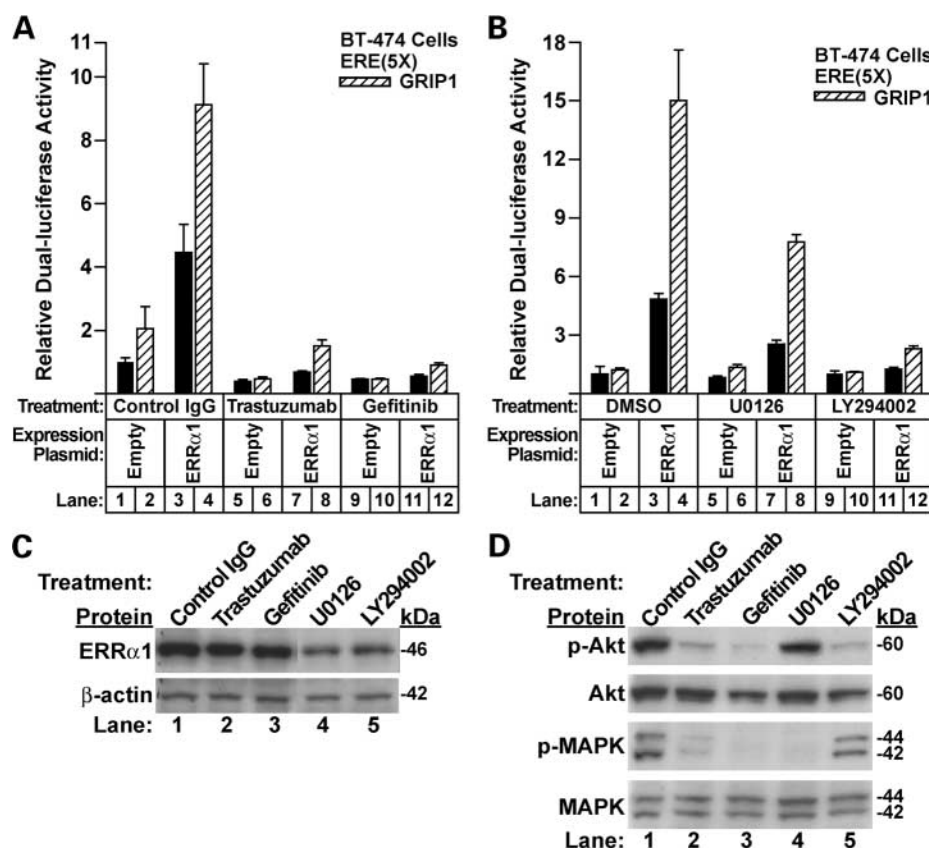 A
BT-474 Cells
ERE(5X)
GRIP1
Relative Dual-luciferase Activity
11
10
8
6
4
2
Treatment: Control IgG Trastuzumab Gefitinib
Expression Plasmid: Empty ERRα1 Empty ERRα1 Empty ERRα1
Lane: 1 2 3 4 5 6 7 8 9 10 11 12
B
BT-474 Cells
ERE(5X)
GRIP1
Relative Dual-luciferase Activity
18
15
12
9
6
3
Treatment: DMSO U0126 LY294002
Expression Plasmid: Empty ERRα1 Empty ERRα1 Empty ERRα1
Lane: 1 2 3 4 5 6 7 8 9 10 11 12
C
Treatment: Control IgG Trastuzumab Gefitinib U0126 LY294002
Protein kDa
ERRα1 -46
β-actin -42
Lane: 1 2 3 4 5
D
Treatment: Control IgG Trastuzumab Gefitinib U0126 LY294002
Protein kDa
p-Akt -60
Akt -60
p-MAPK -44
-42
MAPK -44
-42
Lane: 1 2 3 4 5